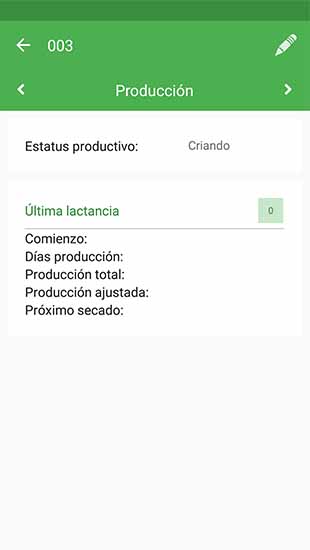 003
Producción
Estatus productivo: Criando
Última lactancia 0
Comienzo:
Días producción:
Producción total:
Producción ajustada:
Próximo secado: